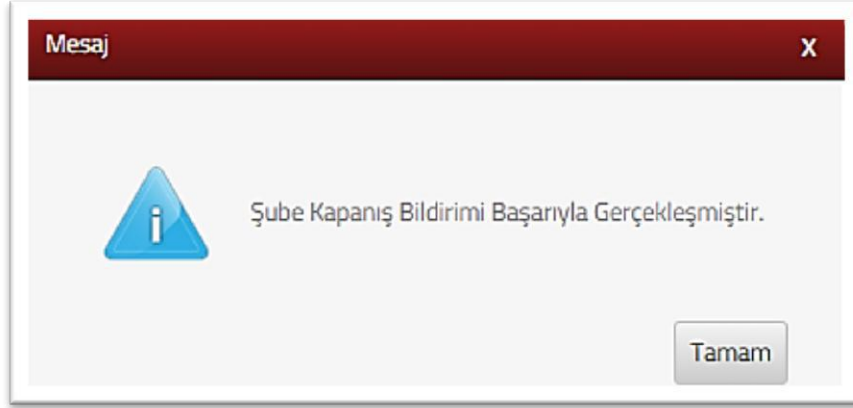 Mesaj X
i
Şube Kapanış Bildirimi Başarıyla Gerçekleşmiştir.
Tamam